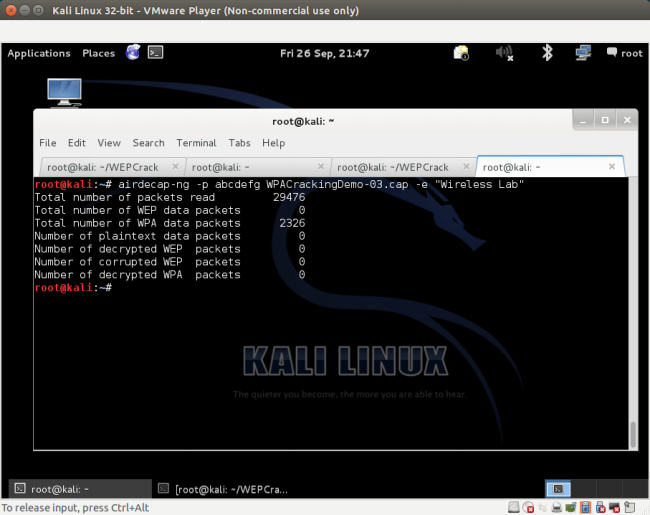 Kali Linux 32-bit - VMware Player (Non-commercial use only)
Applications Places Fri 26 Sep, 21:47 root
root@kali: ~
File Edit View Search Terminal Tabs Help
root@kali: ~/WEPCrack × root@kali: ~ × root@kali: ~/WEPCrack × root@kali: ~ ×
root@kali:~# airdecap-ng -p abcdefg WPACrackingDemo-03.cap -e "Wireless Lab"
Total number of packets read 29476
Total number of WEP data packets 0
Total number of WPA data packets 2326
Number of plaintext data packets 0
Number of decrypted WEP packets 0
Number of corrupted WEP packets 0
Number of decrypted WPA packets 0
root@kali:~#
KALI LINUX
The quieter you become, the more you are able to hear.
root@kali: ~ [root@kali: ~/WEPCra...
To release input, press Ctrl+Alt